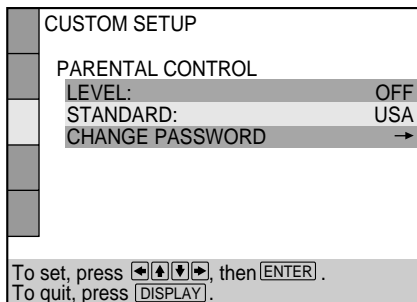 CUSTOM SETUP
PARENTAL CONTROL
LEVEL: OFF
STANDARD: USA
CHANGE PASSWORD →
To set, press ←↑↓→, then ENTER .
To quit, press DISPLAY .